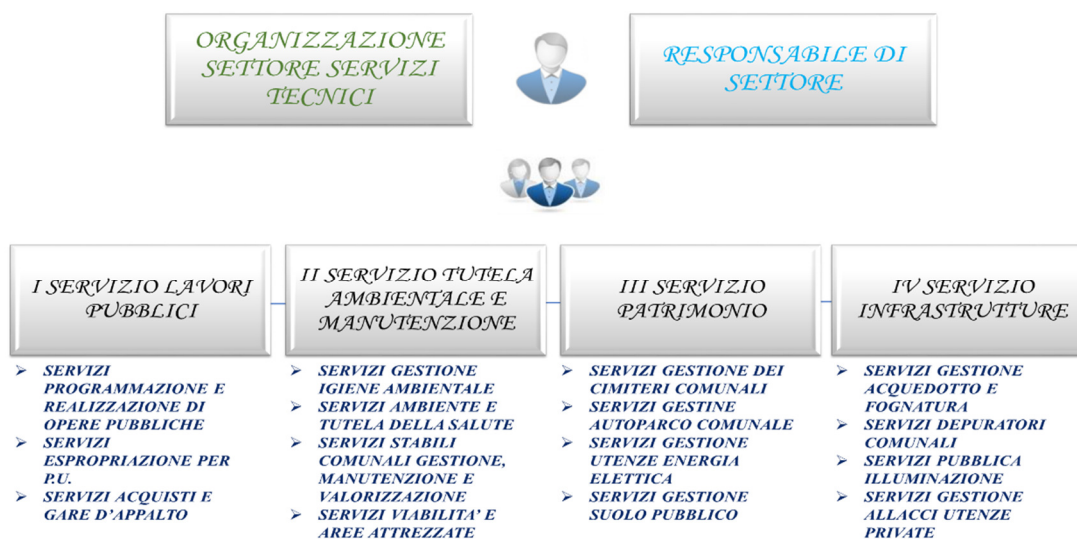 ORGANIZZAZIONE
SETTORE SERVIZI
TECNICI
RESPONSABILE DI
SETTORE
I SERVIZIO LAVORI
PUBBLICI
SERVIZI
PROGRAMMAZIONE E
REALIZZAZIONE DI
OPERE PUBBLICHE
SERVIZI
ESPROPRIAZIONE PER
P.U.
SERVIZI ACQUISTI E
GARE D'APPALTO
II SERVIZIO TUTELA
AMBIENTALE E
MANUTENZIONE
SERVIZI GESTIONE
IGIENE AMBIENTALE
SERVIZI AMBIENTE E
TUTELA DELLA SALUTE
SERVIZI STABILI
COMUNALI GESTIONE,
MANUTENZIONE E
VALORIZZAZIONE
SERVIZI VIABILITA' E
AREE ATTREZZATE
III SERVIZIO
PATRIMONIO
SERVIZI GESTIONE DEI
CIMITERI COMUNALI
SERVIZI GESTINE
AUTOPARCO COMUNALE
SERVIZI GESTIONE
UTENZE ENERGIA
ELETTICA
SERVIZI GESTIONE
SUOLO PUBBLICO
IV SERVIZIO
INFRASTRUTTURE
SERVIZI GESTIONE
ACQUEDOTTO E
FOGNATURA
SERVIZI DEPURATORI
COMUNALI
SERVIZI PUBBLICA
ILLUMINAZIONE
SERVIZI GESTIONE
ALLACCI UTENZE
PRIVATE